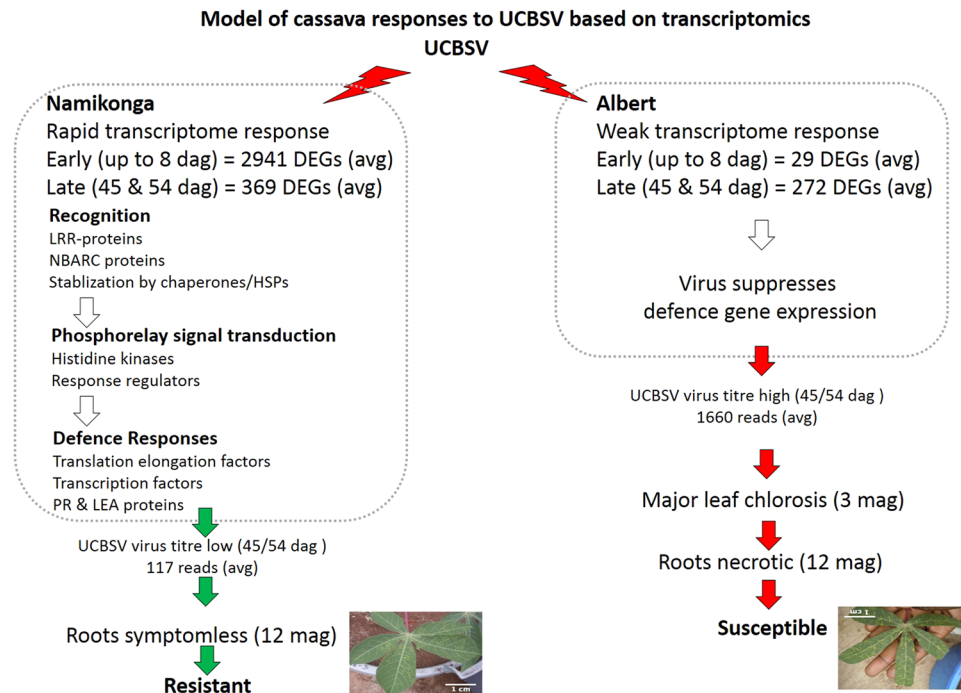 Model of cassava responses to UCBSV based on transcriptomics
UCBSV
Namikonga
Rapid transcriptome response
Early (up to 8 dag) = 2941 DEGs (avg)
Late (45 & 54 dag) = 369 DEGs (avg)
Recognition
LRR-proteins
NBARC proteins
Stablization by chaperones/HSPs
Phosphorelay signal transduction
Histidine kinases
Response regulators
Defence Responses
Translation elongation factors
Transcription factors
PR & LEA proteins
UCBSV virus titre low (45/54 dag )
117 reads (avg)
Roots symptomless (12 mag)
Resistant
1 cm
Albert
Weak transcriptome response
Early (up to 8 dag) = 29 DEGs (avg)
Late (45 & 54 dag) = 272 DEGs (avg)
Virus suppresses
defence gene expression
UCBSV virus titre high (45/54 dag )
1660 reads (avg)
Major leaf chlorosis (3 mag)
Roots necrotic (12 mag)
Susceptible
1 cm